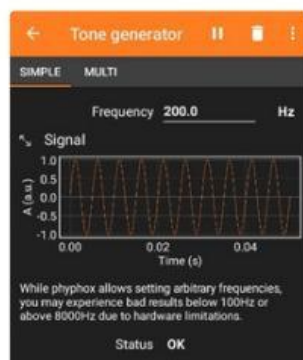 Tone generator
SIMPLE MULTI
Frequency 200.0 Hz
Signal
A (a.u.)
1.0
0.5
0.0
-0.5
-1.0
0.00 0.02 0.04
Time (s)
While phyphox allows setting arbitrary frequencies,
you may experience bad results below 100Hz or
above 8000Hz due to hardware limitations.
Status OK